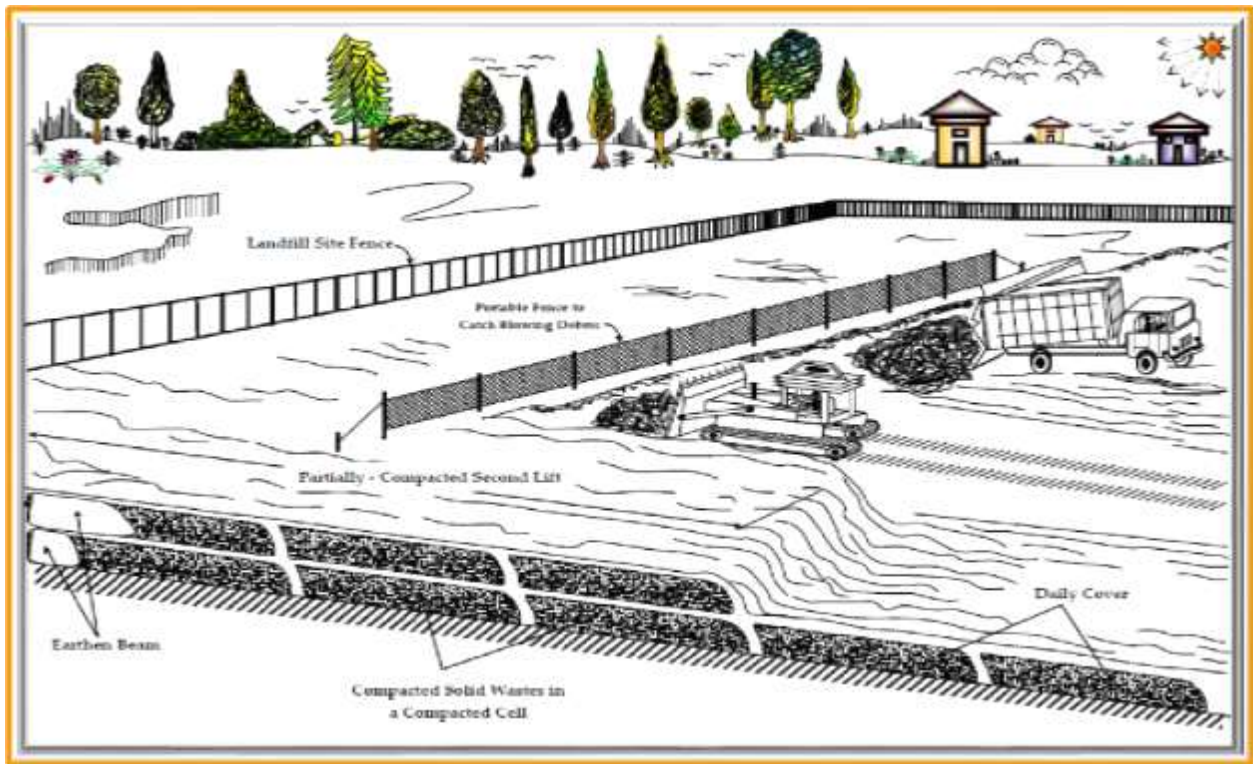 Landfill Site Fence
Portable Fence to
Catch Blowing Debris
Partially - Compacted Second Lift
Daily Cover
Earthen Beam
Compacted Solid Wastes in
a Compacted Cell